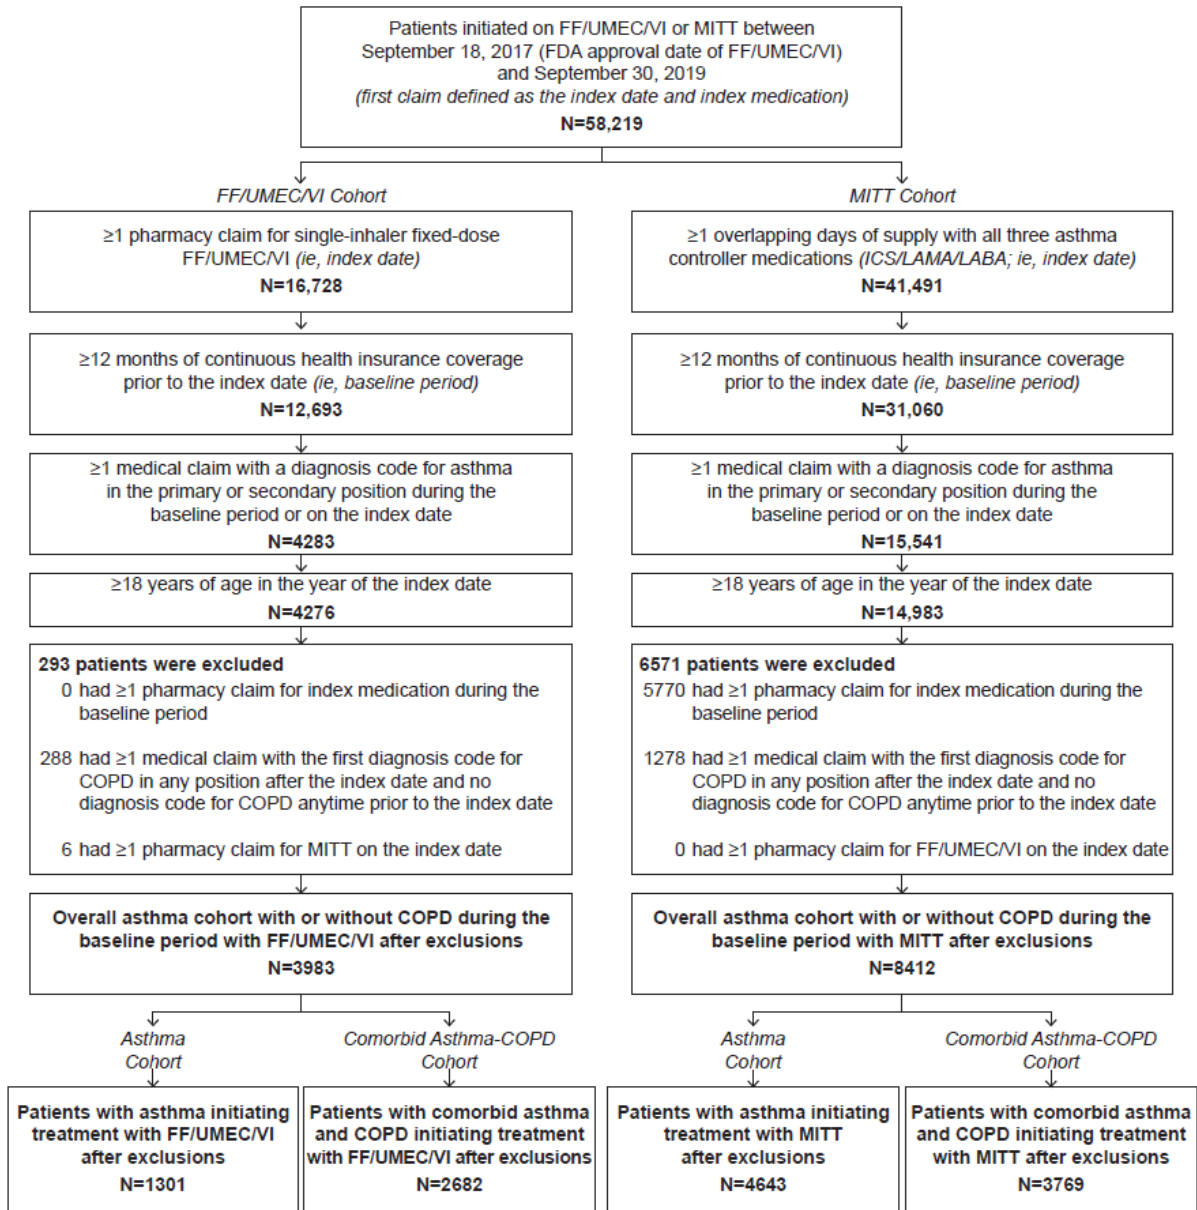 Patients initiated on FF/UMEC/VI or MITT between
September 18, 2017 (FDA approval date of FF/UMEC/VI)
and September 30, 2019
(first claim defined as the index date and index medication)
N=58,219
FF/UMEC/VI Cohort
≥1 pharmacy claim for single-inhaler fixed-dose
FF/UMEC/VI (ie, index date)
N=16,728
≥12 months of continuous health insurance coverage
prior to the index date (ie, baseline period)
N=12,693
≥1 medical claim with a diagnosis code for asthma
in the primary or secondary position during the
baseline period or on the index date
N=4283
≥18 years of age in the year of the index date
N=4276
293 patients were excluded
0 had ≥1 pharmacy claim for index medication during the
baseline period
288 had ≥1 medical claim with the first diagnosis code for
COPD in any position after the index date and no
diagnosis code for COPD anytime prior to the index date
6 had ≥1 pharmacy claim for MITT on the index date
Overall asthma cohort with or without COPD during the
baseline period with FF/UMEC/VI after exclusions
N=3983
Asthma
Cohort
Patients with asthma initiating
treatment with FF/UMEC/VI
after exclusions
N=1301
Comorbid Asthma-COPD
Cohort
Patients with comorbid asthma
and COPD initiating treatment
with FF/UMEC/VI after exclusions
N=2682
MITT Cohort
≥1 overlapping days of supply with all three asthma
controller medications (ICS/LAMA/LABA; ie, index date)
N=41,491
≥12 months of continuous health insurance coverage
prior to the index date (ie, baseline period)
N=31,060
≥1 medical claim with a diagnosis code for asthma
in the primary or secondary position during the
baseline period or on the index date
N=15,541
≥18 years of age in the year of the index date
N=14,983
6571 patients were excluded
5770 had ≥1 pharmacy claim for index medication during the
baseline period
1278 had ≥1 medical claim with the first diagnosis code for
COPD in any position after the index date and no
diagnosis code for COPD anytime prior to the index date
0 had ≥1 pharmacy claim for FF/UMEC/VI on the index date
Overall asthma cohort with or without COPD during the
baseline period with MITT after exclusions
N=8412
Asthma
Cohort
Patients with asthma initiating
treatment with MITT
after exclusions
N=4643
Comorbid Asthma-COPD
Cohort
Patients with comorbid asthma
and COPD initiating treatment
with MITT after exclusions
N=3769